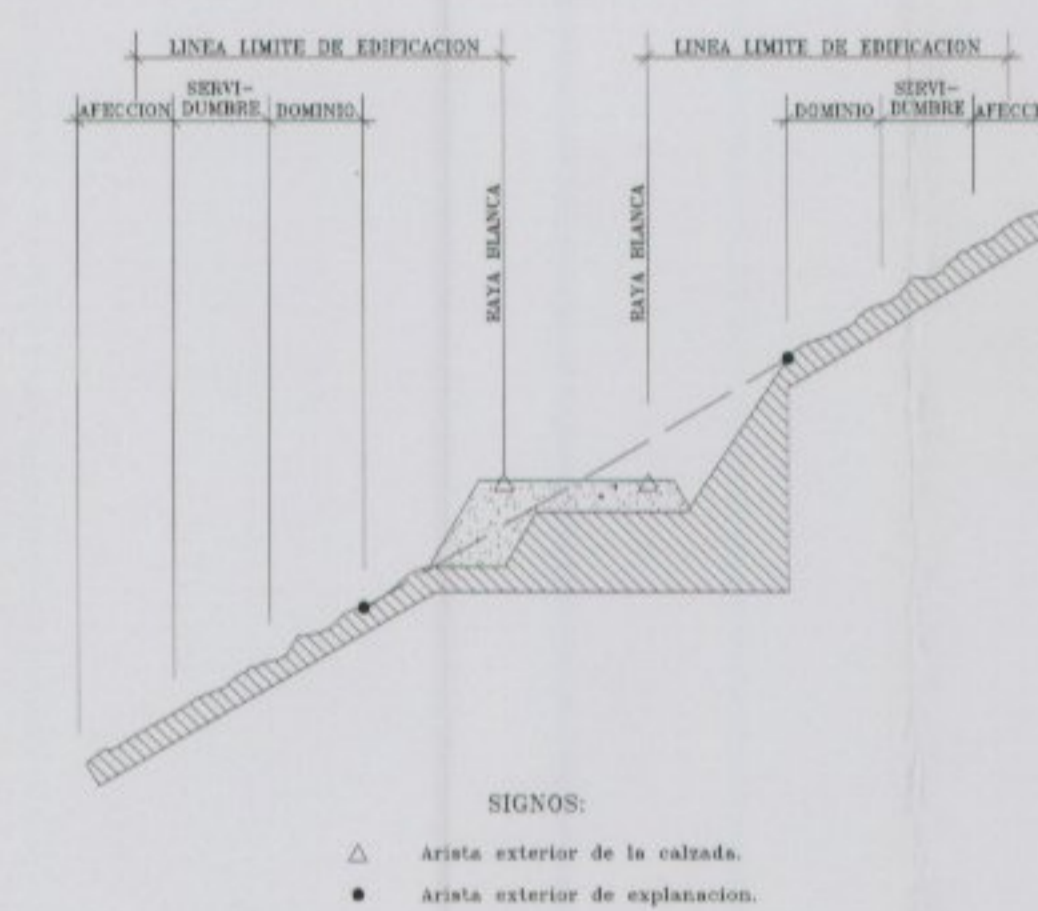 LINEA LIMITE DE EDIFICACION
LINEA LIMITE DE EDIFICACION
AFECCION
SERVI-
DUMBRE
DOMINIO
DOMINIO
SERVI-
DUMBRE
AFECCI
RAYA BLANCA
RAYA BLANCA
SIGNOS:
Arista exterior de la calzada.
Arista exterior de explanacion.